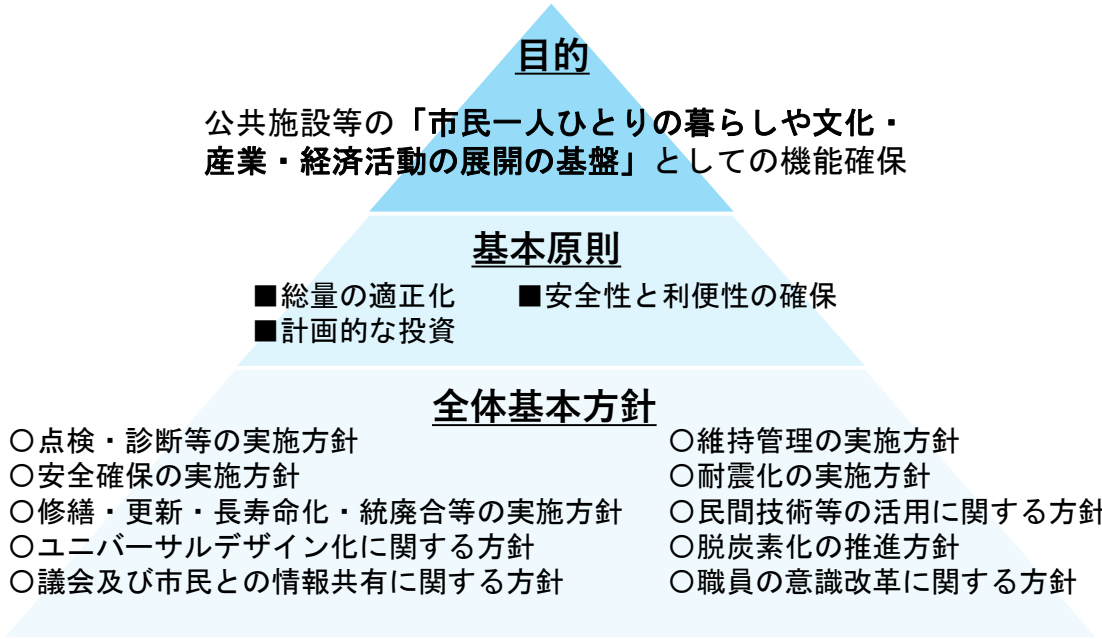 目的
公共施設等の「市民一人ひとりの暮らしや文化・
産業・経済活動の展開の基盤」としての機能確保
基本原則
■総量の適正化　　■安全性と利便性の確保
■計画的な投資
全体基本方針
〇点検・診断等の実施方針
〇安全確保の実施方針
〇修繕・更新・長寿命化・統廃合等の実施方針
〇ユニバーサルデザイン化に関する方針
〇議会及び市民との情報共有に関する方針
〇維持管理の実施方針
〇耐震化の実施方針
〇民間技術等の活用に関する方針
〇脱炭素化の推進方針
〇職員の意識改革に関する方針